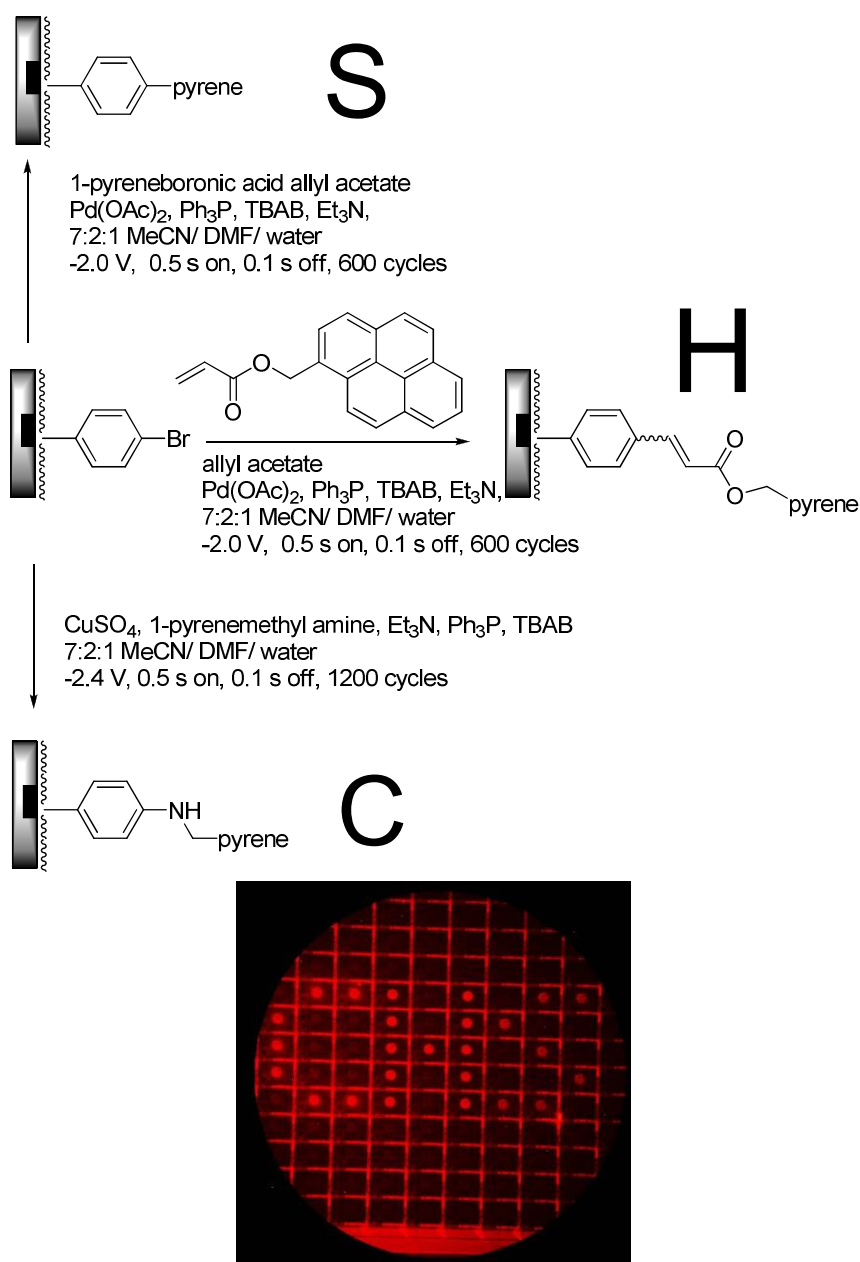 pyrene
S
1-pyreneboronic acid allyl acetate
Pd(OAc)2, Ph3P, TBAB, Et3N,
7:2:1 MeCN/ DMF/ water
-2.0 V, 0.5 s on, 0.1 s off, 600 cycles
H
O
O
Br
allyl acetate
Pd(OAc)2, Ph3P, TBAB, Et3N,
7:2:1 MeCN/ DMF/ water
-2.0 V, 0.5 s on, 0.1 s off, 600 cycles
O
O
pyrene
CuSO4, 1-pyrenemethyl amine, Et3N, Ph3P, TBAB
7:2:1 MeCN/ DMF/ water
-2.4 V, 0.5 s on, 0.1 s off, 1200 cycles
NH
pyrene
C